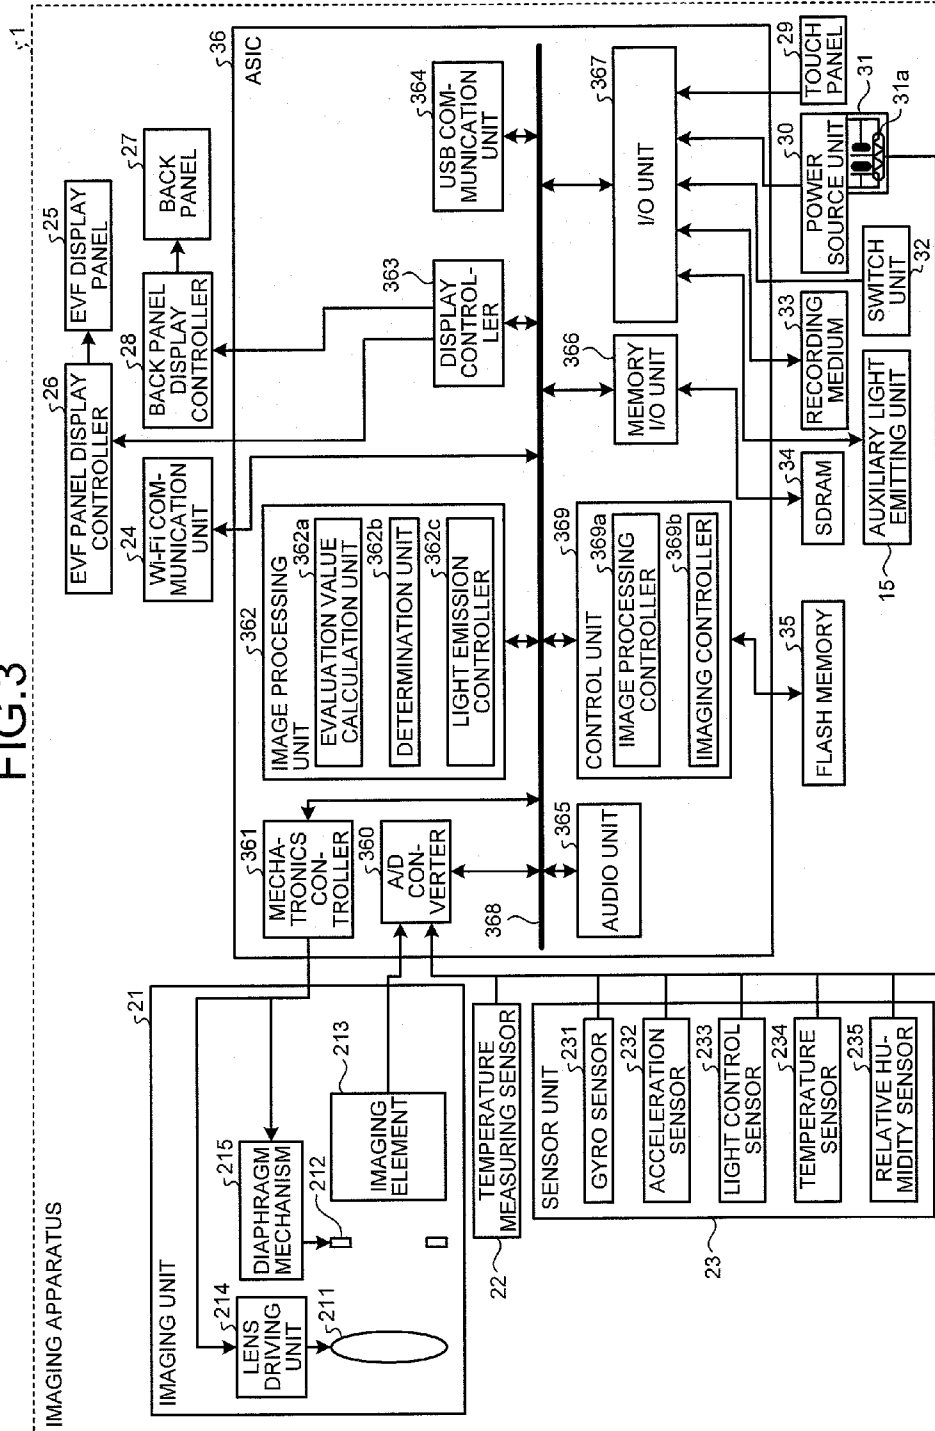 FIG.3
IMAGING APPARATUS
1
EVF PANEL DISPLAY
CONTROLLER
26
EVF DISPLAY
PANEL
25
Wi-Fi COM-
MUNICATION
UNIT
24
BACK PANEL
DISPLAY
CONTROLLER
28
BACK
PANEL
27
IMAGING UNIT
21
LENS
DRIVING
UNIT
214
211
DIAPHRAGM
MECHANISM
215
212
IMAGING
ELEMENT
213
ASIC
36
MECHA-
TRONICS
CON-
TROLLER
361
A/D
CON-
VERTER
360
IMAGE PROCESSING
UNIT
362
EVALUATION VALUE
CALCULATION UNIT
362a
DETERMINATION UNIT
362b
LIGHT EMISSION
CONTROLLER
362c
DISPLAY
CONTROL-
LER
363
USB COM-
MUNICATION
UNIT
364
368
AUDIO UNIT
365
CONTROL UNIT
369
IMAGE PROCESSING
CONTROLLER
369a
IMAGING CONTROLLER
369b
MEMORY
I/O UNIT
366
I/O UNIT
367
TEMPERATURE
MEASURING SENSOR
22
SENSOR UNIT
23
GYRO SENSOR
231
ACCELERATION
SENSOR
232
LIGHT CONTROL
SENSOR
233
TEMPERATURE
SENSOR
234
RELATIVE HU-
MIDITY SENSOR
235
FLASH MEMORY
35
SDRAM
34
AUXILIARY LIGHT
EMITTING UNIT
15
RECORDING
MEDIUM
33
SWITCH
UNIT
32
POWER
SOURCE UNIT
30
31
31a
TOUCH
PANEL
29